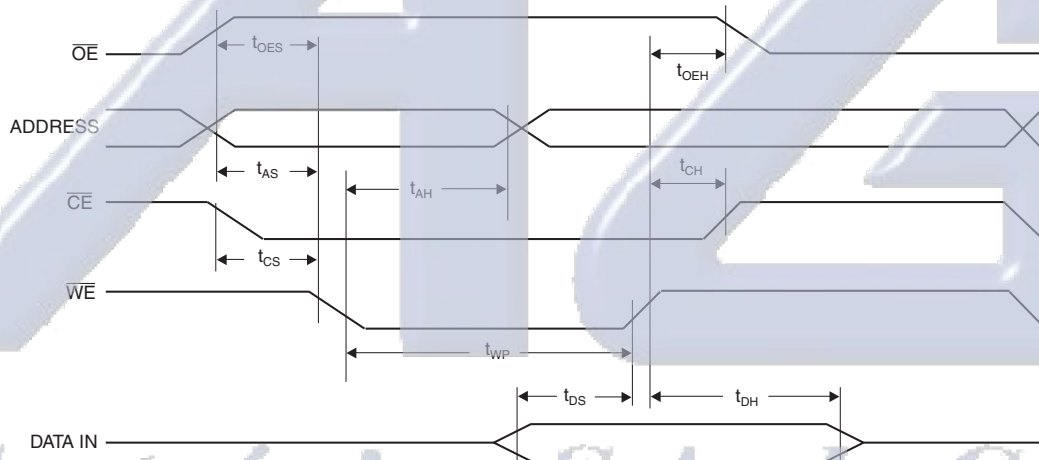 OE
tOES
tOEH
ADDRESS
tAS
tAH
tCH
CE
tCS
WE
tWP
tDS
tDH
DATA IN